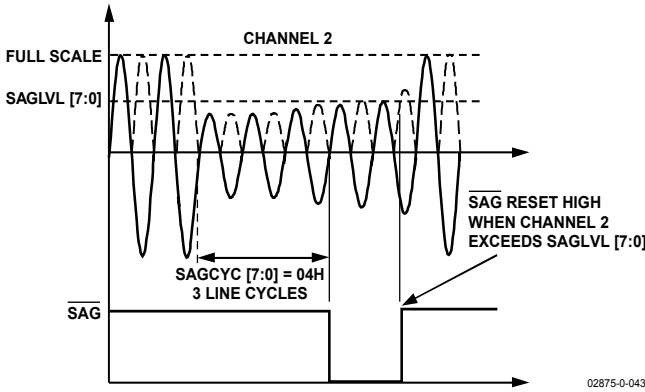 CHANNEL 2
FULL SCALE
SAGLVL [7:0]
SAG RESET HIGH
WHEN CHANNEL 2
EXCEEDS SAGLVL [7:0]
SAGCYC [7:0] = 04H
3 LINE CYCLES
SAG
02875-0-043